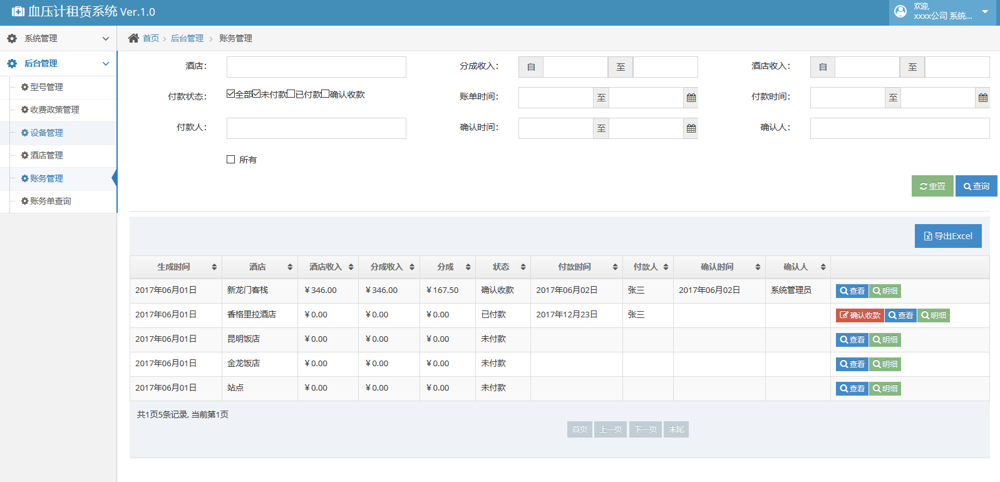 血压计租赁系统 Ver.1.0
欢迎,
xxxx公司 系统...
系统管理
后台管理
型号管理
收费政策管理
设备管理
酒店管理
账务管理
账务单查询
首页 > 后台管理 > 账务管理
酒店： 分成收入： 自 至 酒店收入： 自 至
付款状态： 全部 未付款 已付款 确认收款 账单时间： 至 付款时间： 至
付款人： 确认时间： 至 确认人：
所有
重置 查询
导出Excel
生成时间 酒店 酒店收入 分成收入 分成 状态 付款时间 付款人 确认时间 确认人
2017年06月01日 新龙门客栈 ￥346.00 ￥346.00 ￥167.50 确认收款 2017年06月02日 张三 2017年06月02日 系统管理员 查看 明细
2017年06月01日 香格里拉酒店 ￥0.00 ￥0.00 ￥0.00 已付款 2017年12月23日 张三 确认收款 查看 明细
2017年06月01日 昆明饭店 ￥0.00 ￥0.00 ￥0.00 未付款 查看 明细
2017年06月01日 金龙饭店 ￥0.00 ￥0.00 ￥0.00 未付款 查看 明细
2017年06月01日 站点 ￥0.00 ￥0.00 ￥0.00 未付款 查看 明细
共1页5条记录, 当前第1页
首页 上一页 下一页 末尾